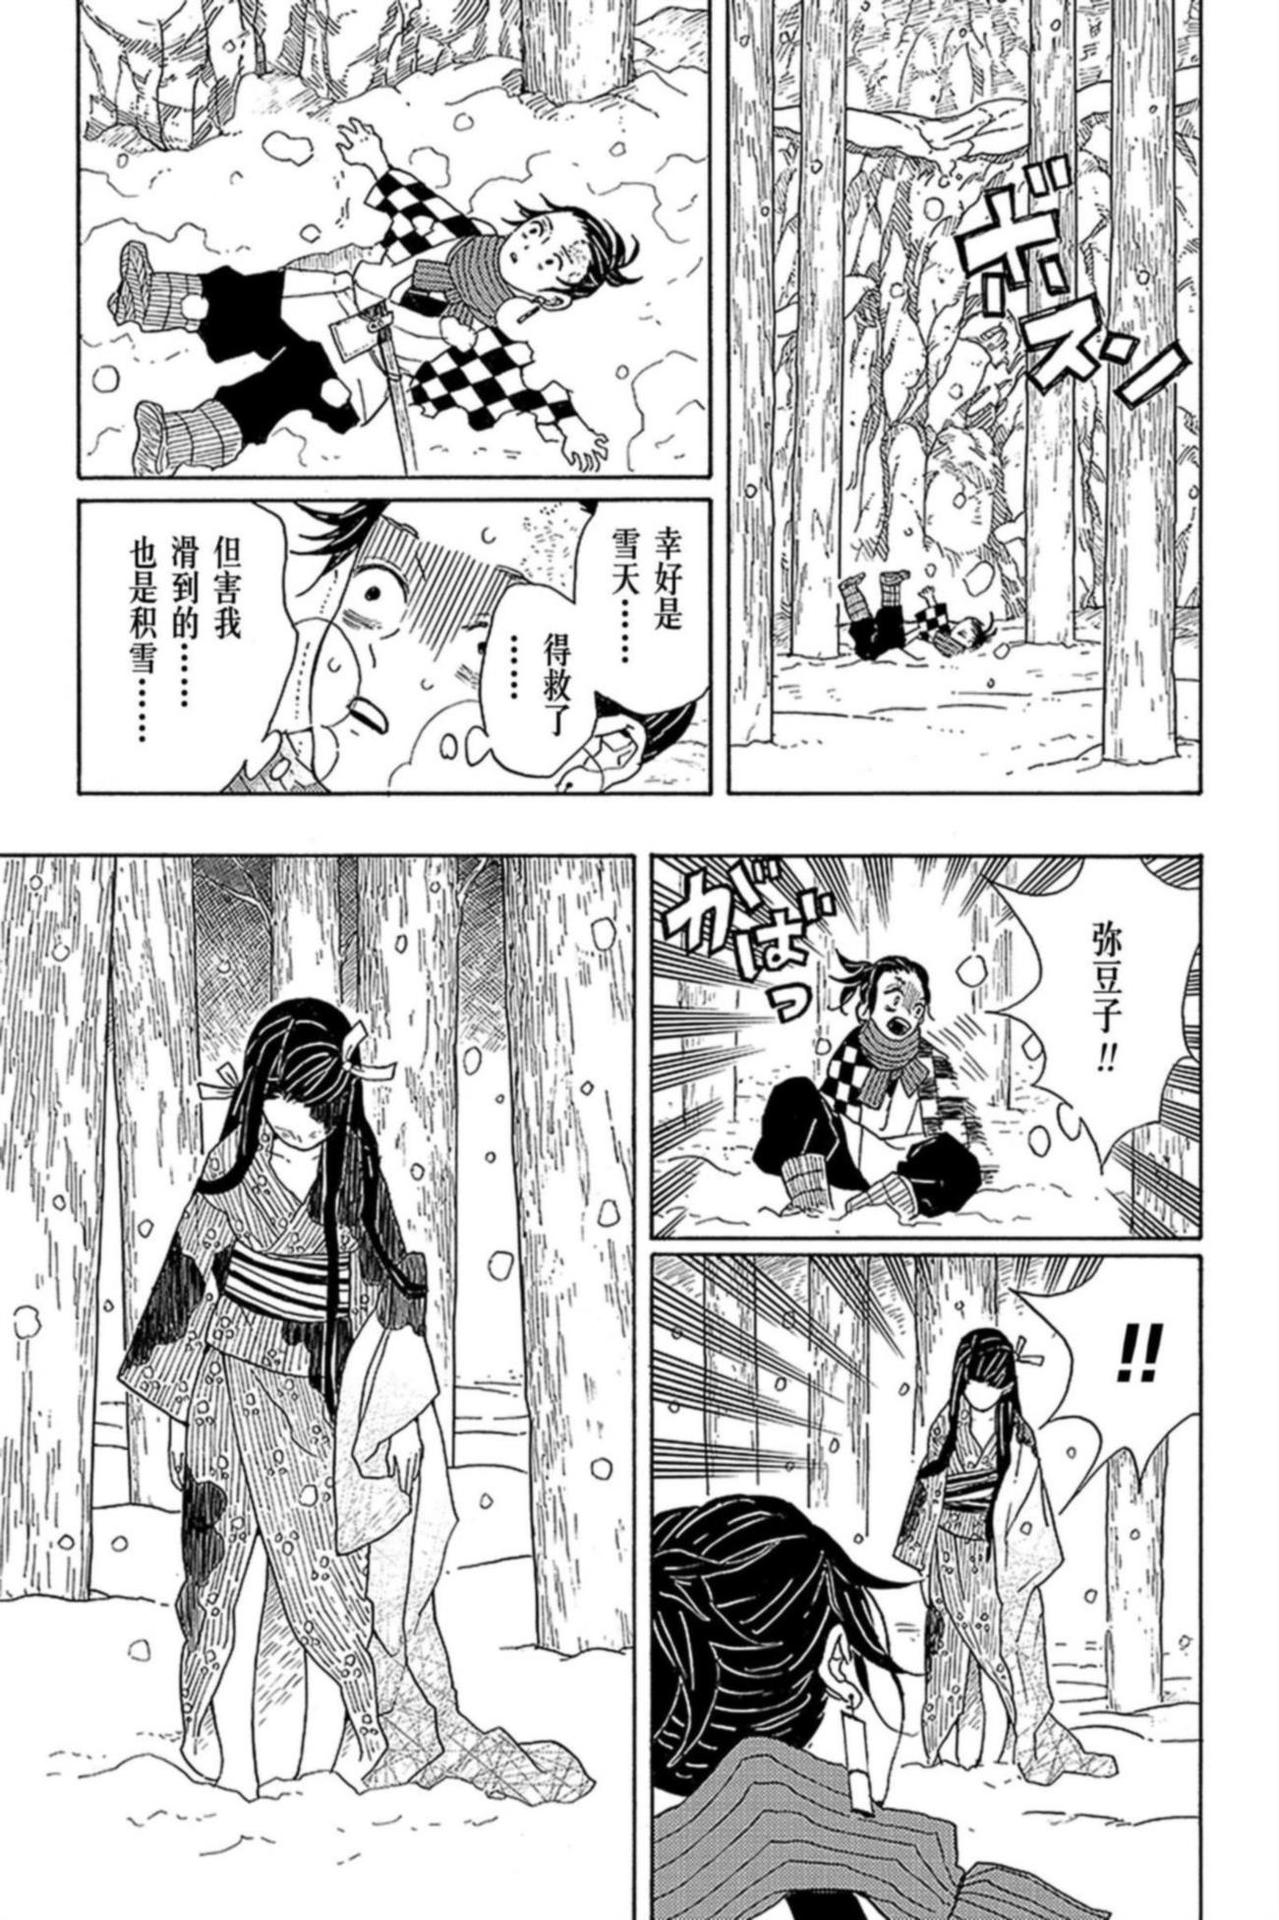 ボスン
幸好是
雪天……
得救了
……
但害我
滑到的……
也是积雪……
弥豆子!!
がばっ
!!